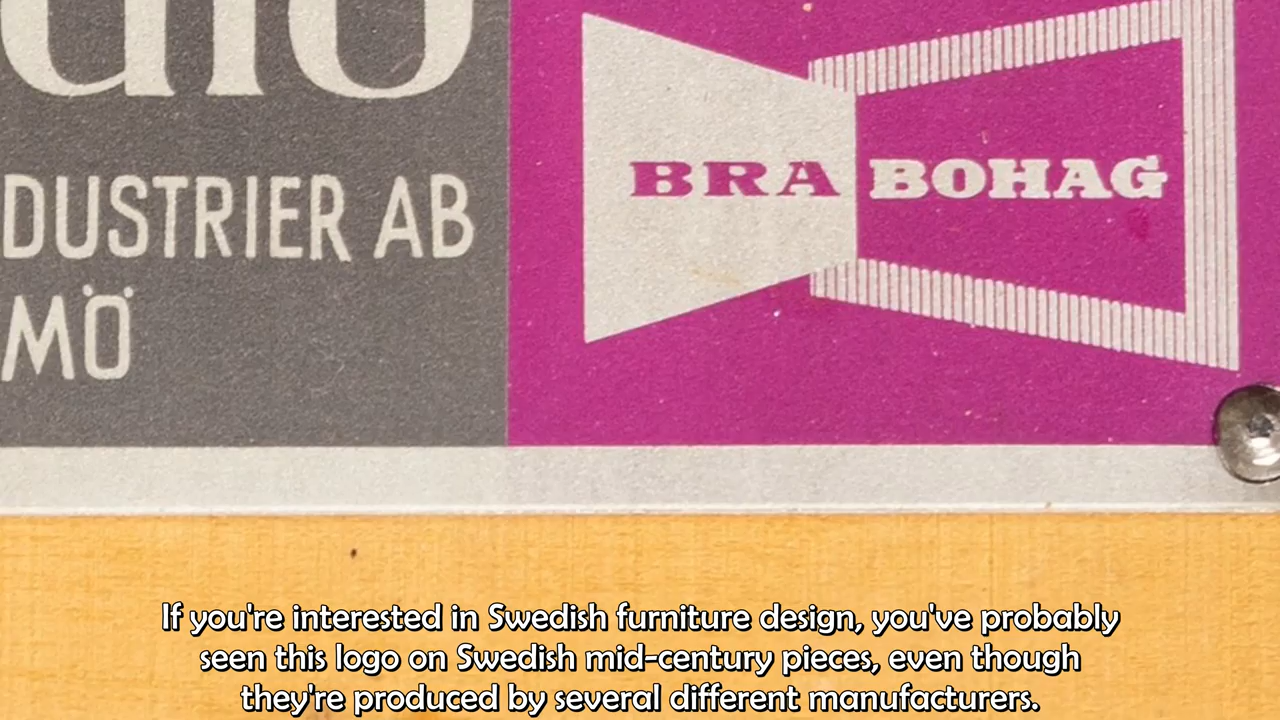 DUSTRIER AB
MÖ
BRA BOHAG
If you're interested in Swedish furniture design, you've probably
seen this logo on Swedish mid-century pieces, even though
they're produced by several different manufacturers.